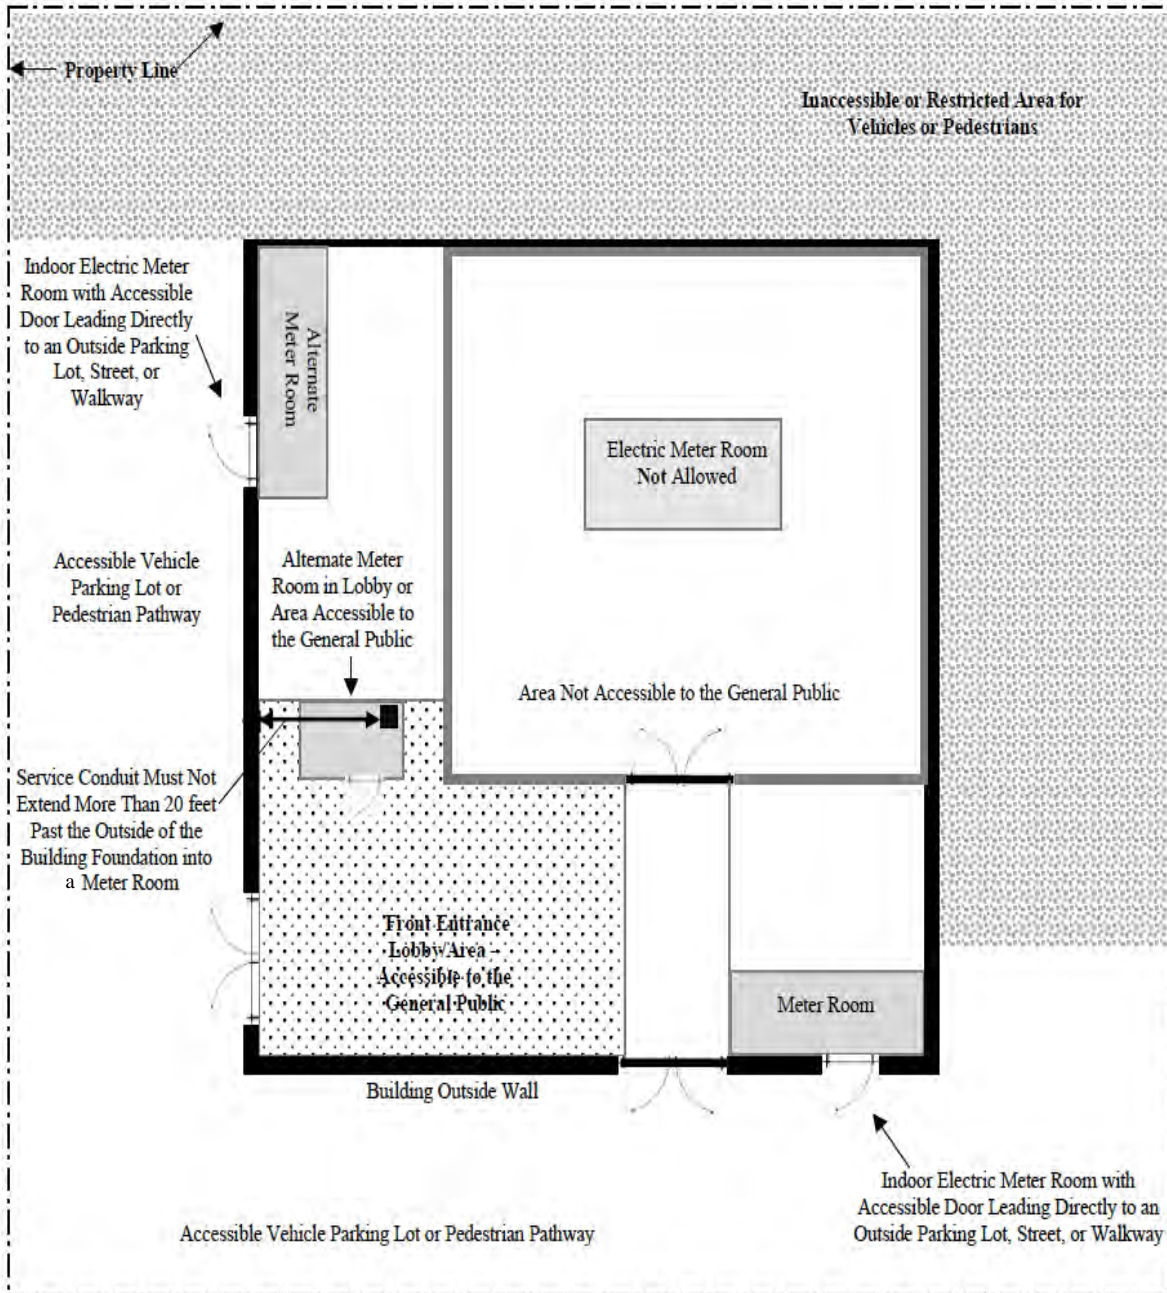 Property Line
Inaccessible or Restricted Area for
Vehicles or Pedestrians
Indoor Electric Meter
Room with Accessible
Door Leading Directly
to an Outside Parking
Lot, Street, or
Walkway
Alternate
Meter Room
Electric Meter Room
Not Allowed
Accessible Vehicle
Parking Lot or
Pedestrian Pathway
Alternate Meter
Room in Lobby or
Area Accessible to
the General Public
Area Not Accessible to the General Public
Service Conduit Must Not
Extend More Than 20 feet
Past the Outside of the
Building Foundation into
a Meter Room
Front Entrance
Lobby/Area –
Accessible to the
General Public
Meter Room
Building Outside Wall
Indoor Electric Meter Room with
Accessible Door Leading Directly to an
Outside Parking Lot, Street, or Walkway
Accessible Vehicle Parking Lot or Pedestrian Pathway